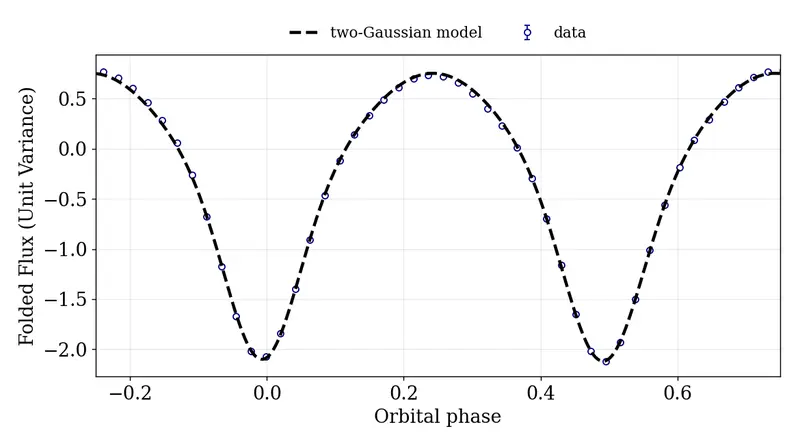 two-Gaussian model data
Folded Flux (Unit Variance)
0.5
0.0
−0.5
−1.0
−1.5
−2.0
−0.2 0.0 0.2 0.4 0.6
Orbital phase